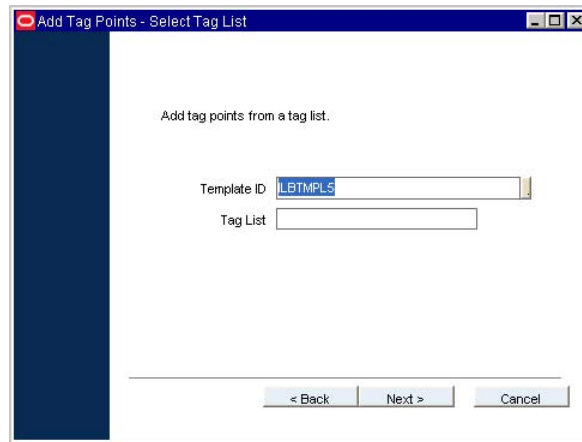 Add Tag Points - Select Tag List
Add tag points from a tag list.
Template ID LBTMPL5
Tag List
< Back Next > Cancel